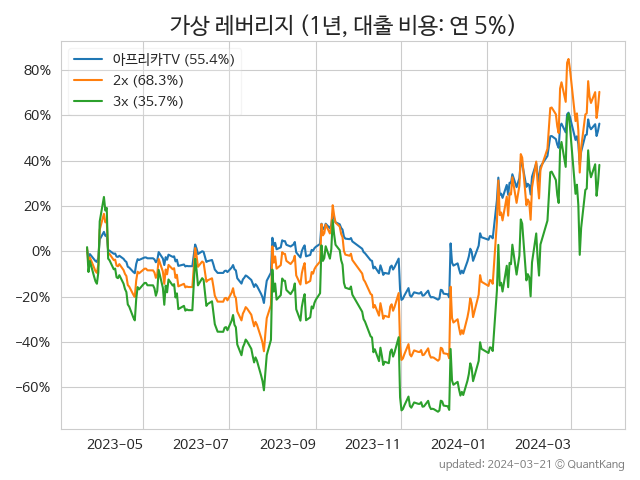 가상 레버리지 (1년, 대출 비용: 연 5%)
아프리카TV (55.4%)
2x (68.3%)
3x (35.7%)
80%
60%
40%
20%
0%
−20%
−40%
−60%
2023-05
2023-07
2023-09
2023-11
2024-01
2024-03
updated: 2024-03-21 © QuantKang